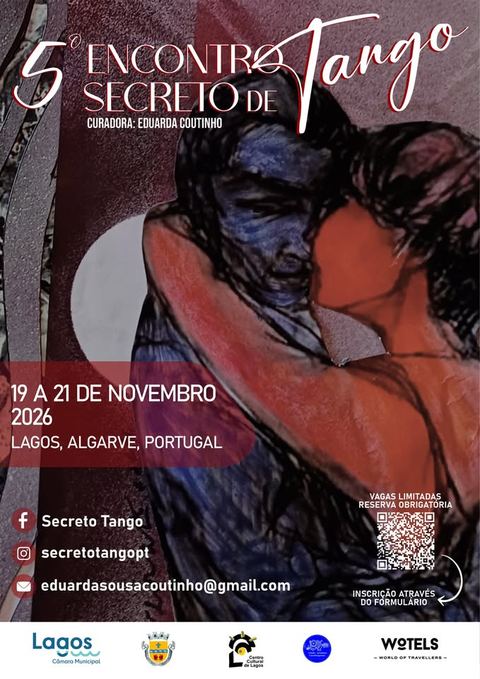 5º ENCONTRO
SECRETO DE Tango
CURADORA: EDUARDA COUTINHO
19 A 21 DE NOVEMBRO
2026
LAGOS, ALGARVE, PORTUGAL
VAGAS LIMITADAS
RESERVA OBRIGATÓRIA
Secreto Tango
secretotangopt
eduardasousacoutinho@gmail.com
INSCRIÇÃO ATRAVÉS
DO FORMULÁRIO
Lagos
Câmara Municipal
Centro
Cultural
de Lagos
WOTELS
WORLD OF TRAVELLERS